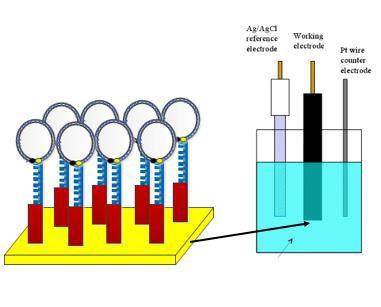 Ag/AgCl
reference
electrode
Working
electrode
Pt wire
counter
electrode